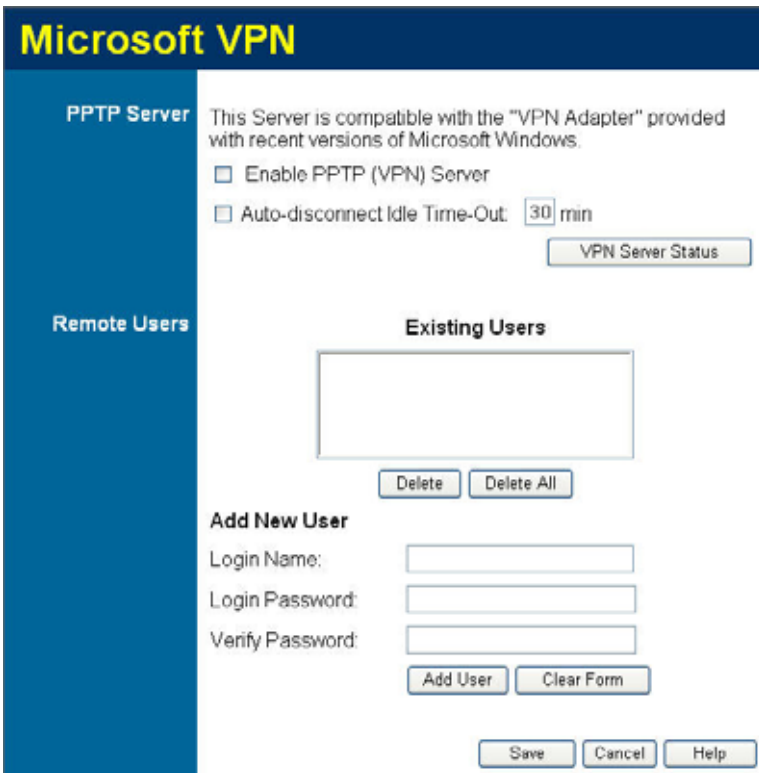 Microsoft VPN
PPTP Server
This Server is compatible with the "VPN Adapter" provided
with recent versions of Microsoft Windows.
Enable PPTP (VPN) Server
Auto-disconnect Idle Time-Out: 30 min
VPN Server Status
Remote Users
Existing Users
Delete Delete All
Add New User
Login Name:
Login Password:
Verify Password:
Add User Clear Form
Save Cancel Help